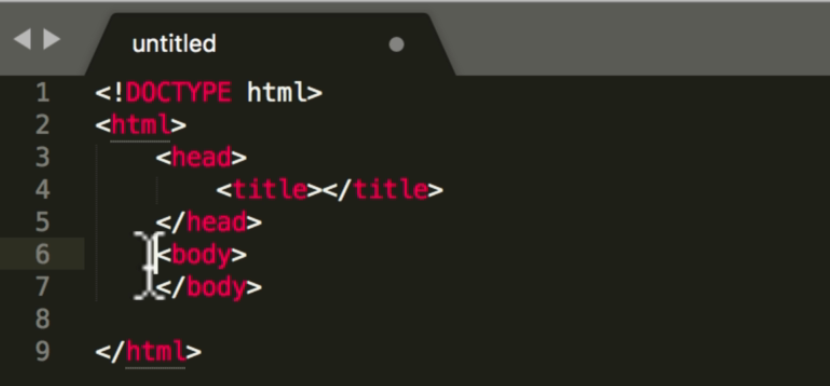 untitled
1 <!DOCTYPE html>
2 <html>
3     <head>
4         <title></title>
5     </head>
6     <body>
7     </body>
8
9 </html>